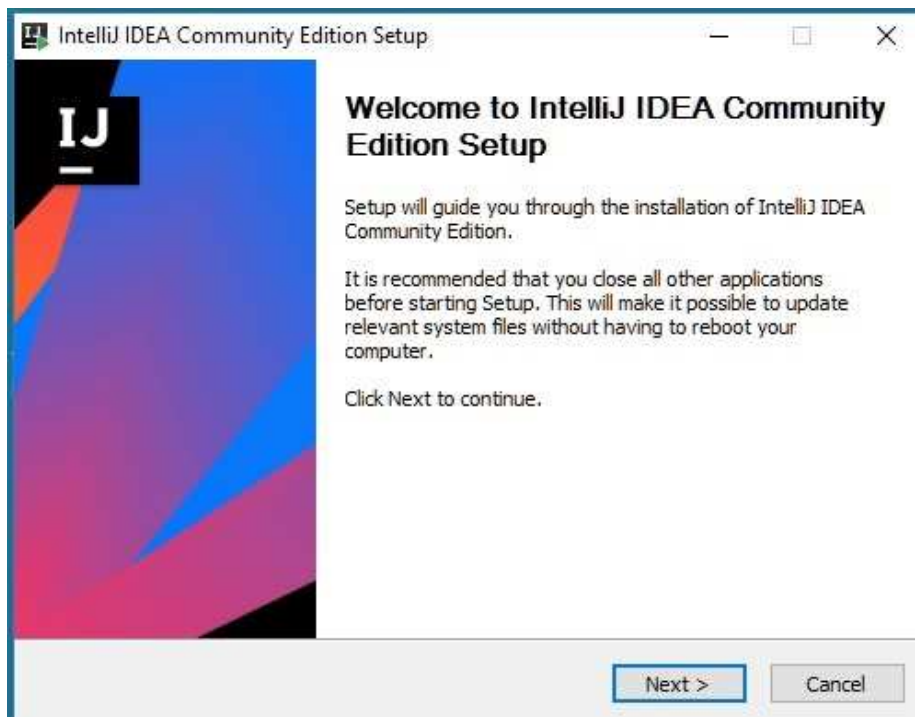 IntelliJ IDEA Community Edition Setup
IJ
Welcome to IntelliJ IDEA Community
Edition Setup
Setup will guide you through the installation of IntelliJ IDEA
Community Edition.
It is recommended that you close all other applications
before starting Setup. This will make it possible to update
relevant system files without having to reboot your
computer.
Click Next to continue.
Next >
Cancel